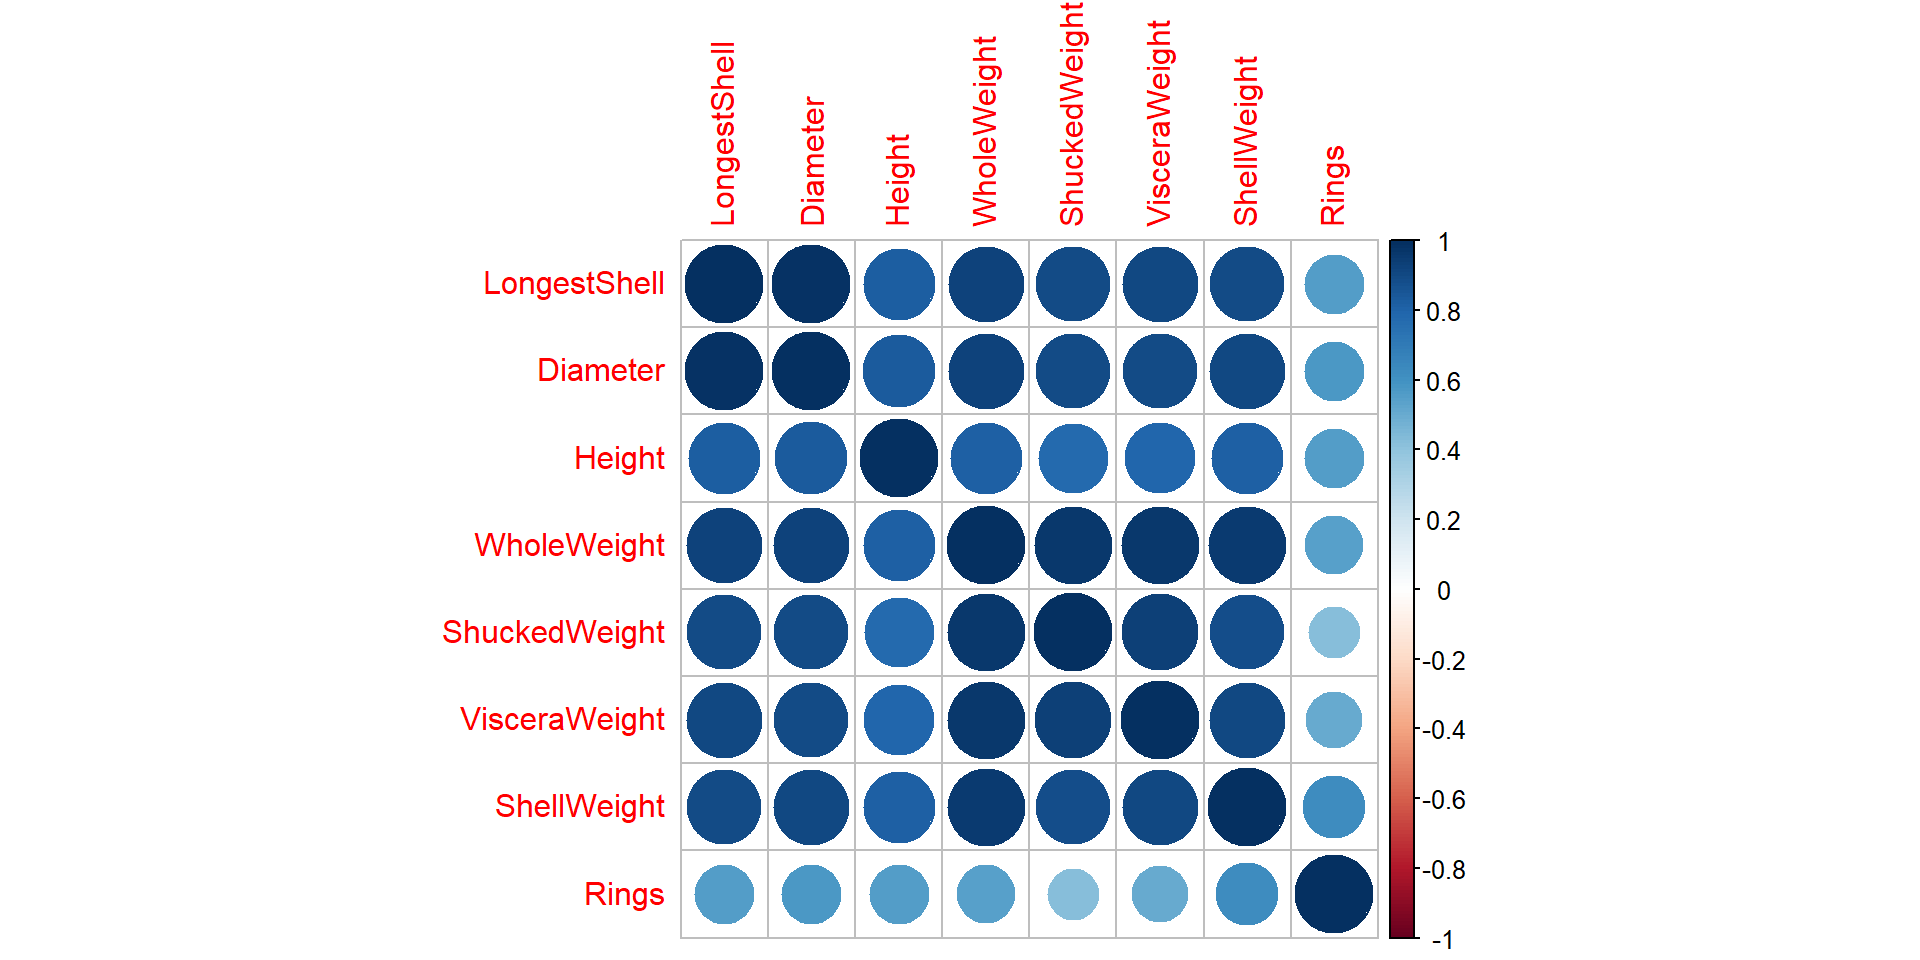 LongestShell
Diameter
Height
WholeWeight
ShuckedWeight
VisceraWeight
ShellWeight
Rings
LongestShell
Diameter
Height
WholeWeight
ShuckedWeight
VisceraWeight
ShellWeight
Rings
1
0.8
0.6
0.4
0.2
0
-0.2
-0.4
-0.6
-0.8
-1